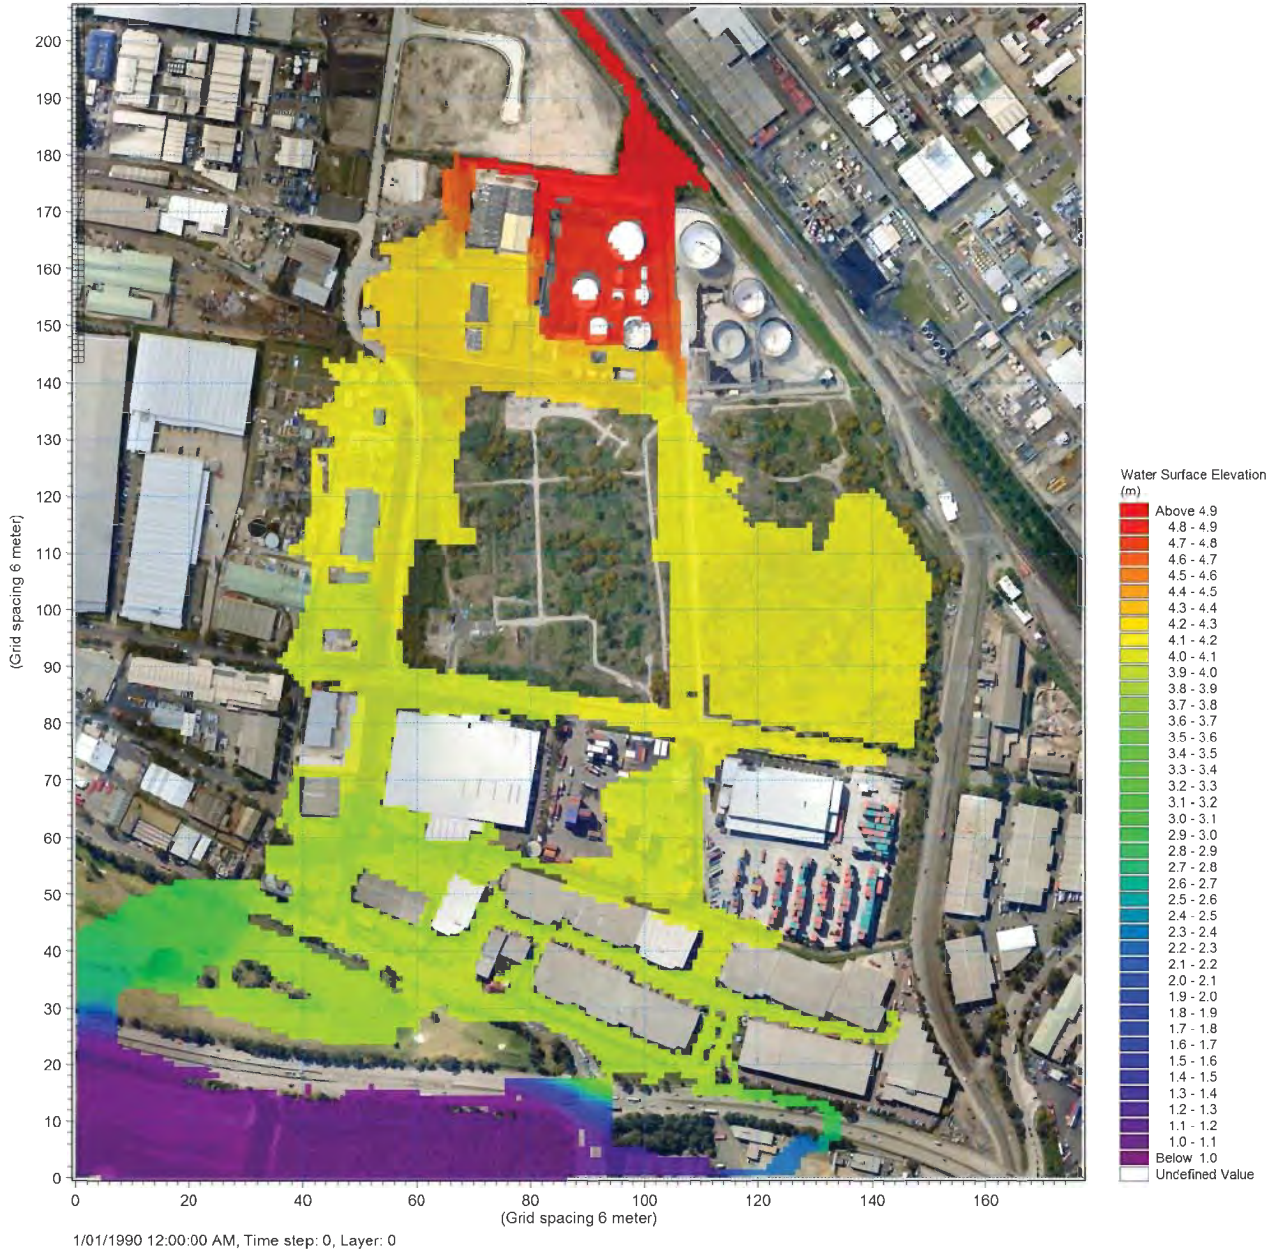 200
190
180
170
160
150
140
130
120
110
100
90
80
70
60
50
40
30
20
10
0
(Grid spacing 6 meter)
0 20 40 60 80 100 120 140 160
(Grid spacing 6 meter)
1/01/1990 12:00:00 AM, Time step: 0, Layer: 0
Water Surface Elevation
(m)
Above 4.9
4.8 - 4.9
4.7 - 4.8
4.6 - 4.7
4.5 - 4.6
4.4 - 4.5
4.3 - 4.4
4.2 - 4.3
4.1 - 4.2
4.0 - 4.1
3.9 - 4.0
3.8 - 3.9
3.7 - 3.8
3.6 - 3.7
3.5 - 3.6
3.4 - 3.5
3.3 - 3.4
3.2 - 3.3
3.1 - 3.2
3.0 - 3.1
2.9 - 3.0
2.8 - 2.9
2.7 - 2.8
2.6 - 2.7
2.5 - 2.6
2.4 - 2.5
2.3 - 2.4
2.2 - 2.3
2.1 - 2.2
2.0 - 2.1
1.9 - 2.0
1.8 - 1.9
1.7 - 1.8
1.6 - 1.7
1.5 - 1.6
1.4 - 1.5
1.3 - 1.4
1.2 - 1.3
1.1 - 1.2
1.0 - 1.1
Below 1.0
Undefined Value